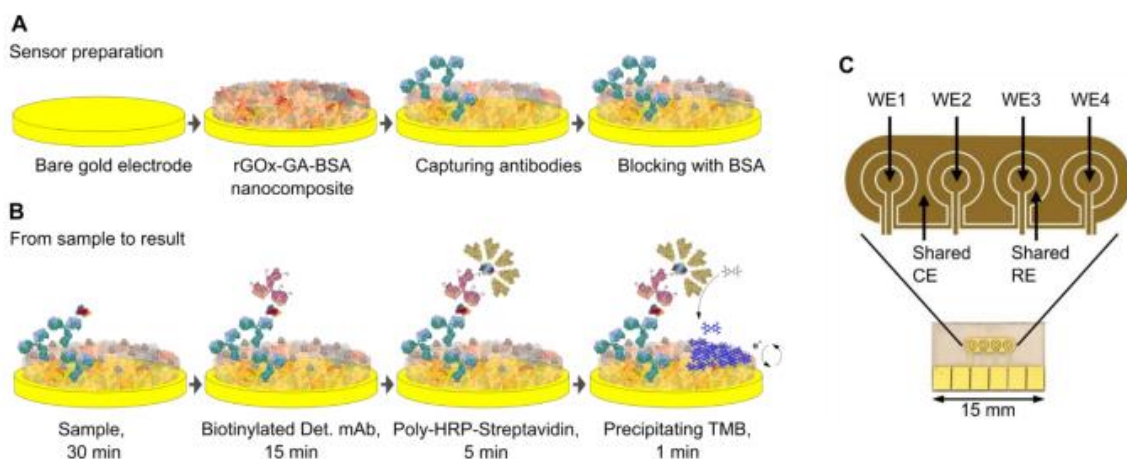 A
Sensor preparation
Bare gold electrode
rGOx-GA-BSA
nanocomposite
Capturing antibodies
Blocking with BSA
B
From sample to result
Sample,
30 min
Biotinylated Det. mAb,
15 min
Poly-HRP-Streptavidin,
5 min
Precipitating TMB,
1 min
C
WE1 WE2 WE3 WE4
Shared
CE
Shared
RE
15 mm